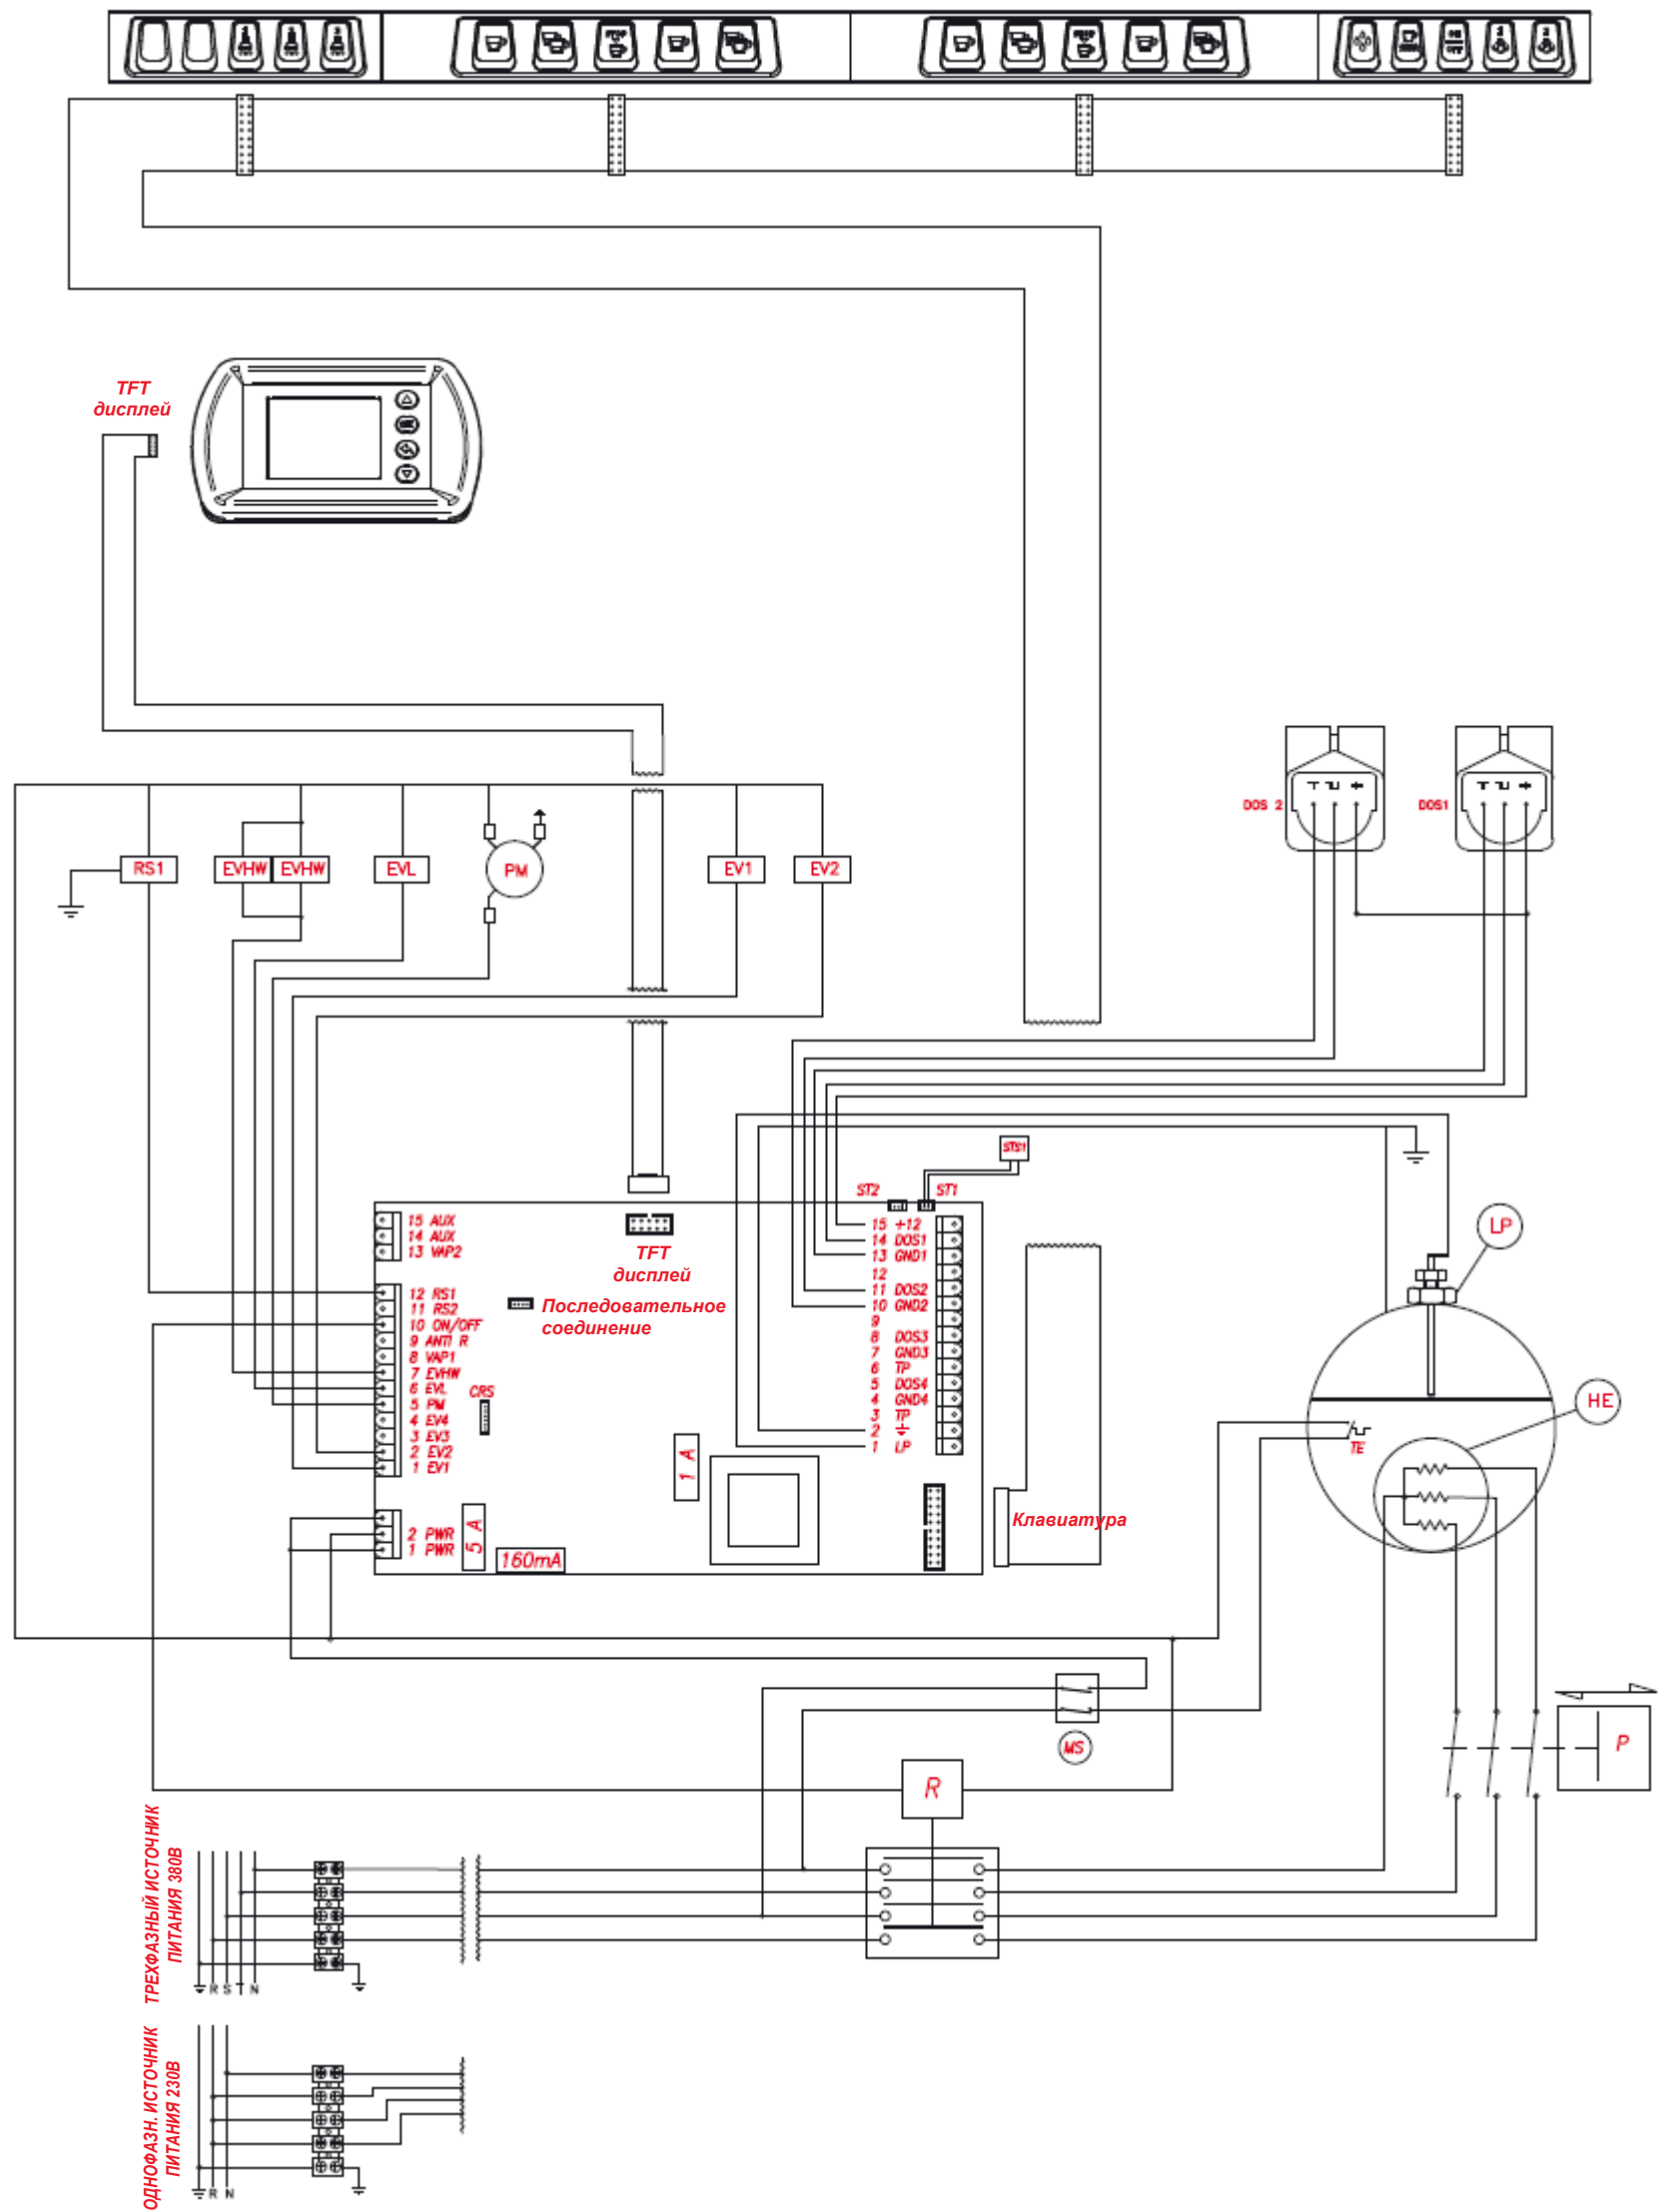 TFT
дисплей
DOS 2
DOS1
RS1
EVHW
EVHW
EVL
PM
EV1
EV2
STS1
ST2
ST1
15 AUX
14 AUX
13 VAP2
TFT
дисплей
Последовательное
соединение
12 RS1
11 RS2
10 ON/OFF
9 ANTI R
8 VAP1
7 EVHW
6 EVL
5 PM
4 EV4
3 EV3
2 EV2
1 EV1
CRS
15 +12
14 DOS1
13 GND1
12
11 DOS2
10 GND2
9
8 DOS3
7 GND3
6 TP
5 DOS4
4 GND4
3 TP
2
1 LP
LP
HE
TE
1 A
2 PWR
1 PWR
5 A
160mA
Клавиатура
MS
P
R
ТРЕХФАЗНЫЙ ИСТОЧНИК
ПИТАНИЯ 380В
R S T N
ОДНОФАЗН. ИСТОЧНИК
ПИТАНИЯ 230В
R N